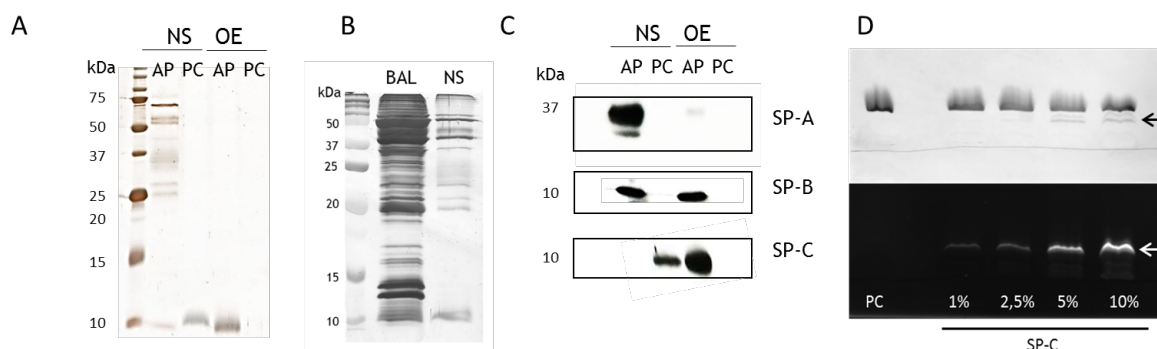 A
NS OE
kDa AP PC AP PC
75
50
37
25
20
15
10
B
BAL NS
kDa
50
37
25
20
15
10
C
NS OE
AP PC AP PC
kDa
37 SP-A
10 SP-B
10 SP-C
D
PC 1% 2,5% 5% 10%
SP-C